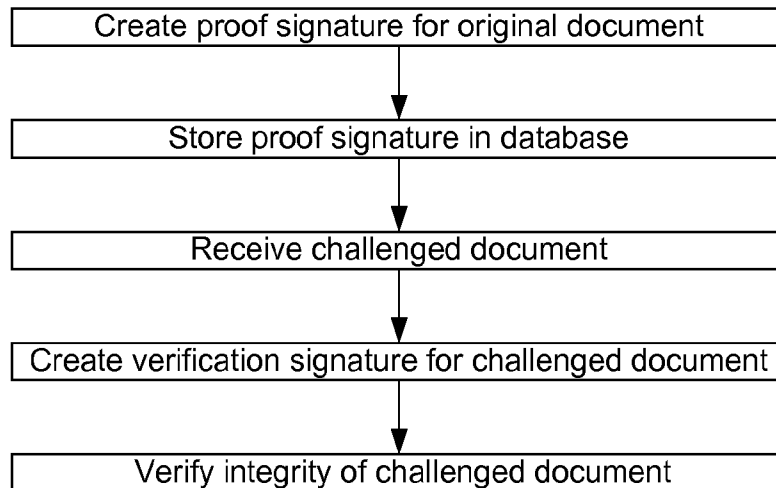 Create proof signature for original document
Store proof signature in database
Receive challenged document
Create verification signature for challenged document
Verify integrity of challenged document